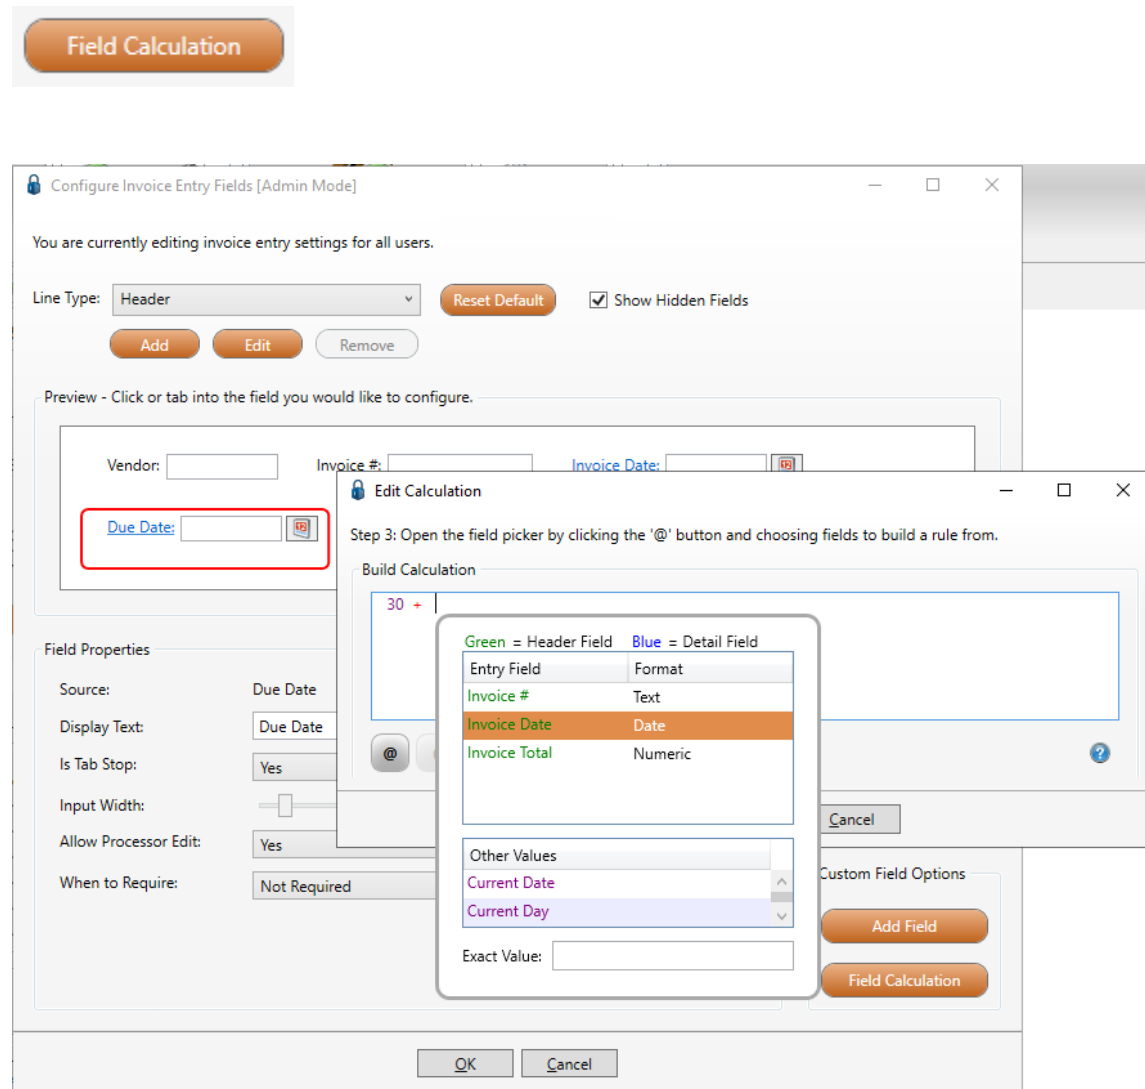 Field Calculation
Configure Invoice Entry Fields [Admin Mode]
You are currently editing invoice entry settings for all users.
Line Type: Header Reset Default Show Hidden Fields
Add Edit Remove
Preview - Click or tab into the field you would like to configure.
Vendor: Invoice #: Invoice Date: 12
Due Date: 12
Edit Calculation
Step 3: Open the field picker by clicking the '@' button and choosing fields to build a rule from.
Build Calculation
30 +
Green = Header Field Blue = Detail Field
Entry Field Format
Invoice # Text
Invoice Date Date
Invoice Total Numeric
@ ?
Other Values
Current Date
Current Day
Exact Value:
Cancel
Field Properties
Source: Due Date
Display Text: Due Date
Is Tab Stop: Yes
Input Width:
Allow Processor Edit: Yes
When to Require: Not Required
Custom Field Options
Add Field
Field Calculation
OK Cancel